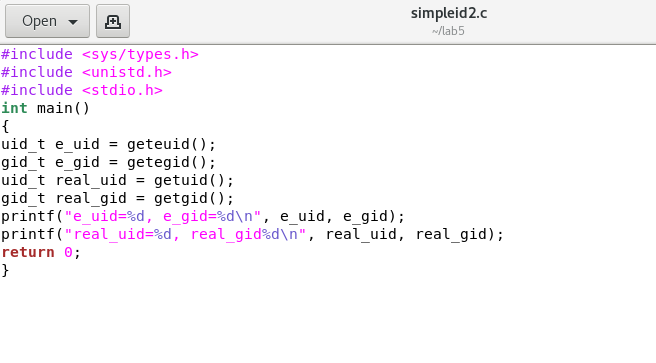 Open
simpleid2.c
~/lab5
#include <sys/types.h>
#include <unistd.h>
#include <stdio.h>
int main()
{
uid_t e_uid = geteuid();
gid_t e_gid = getegid();
uid_t real_uid = getuid();
gid_t real_gid = getgid();
printf("e_uid=%d, e_gid=%d\n", e_uid, e_gid);
printf("real_uid=%d, real_gid%d\n", real_uid, real_gid);
return 0;
}